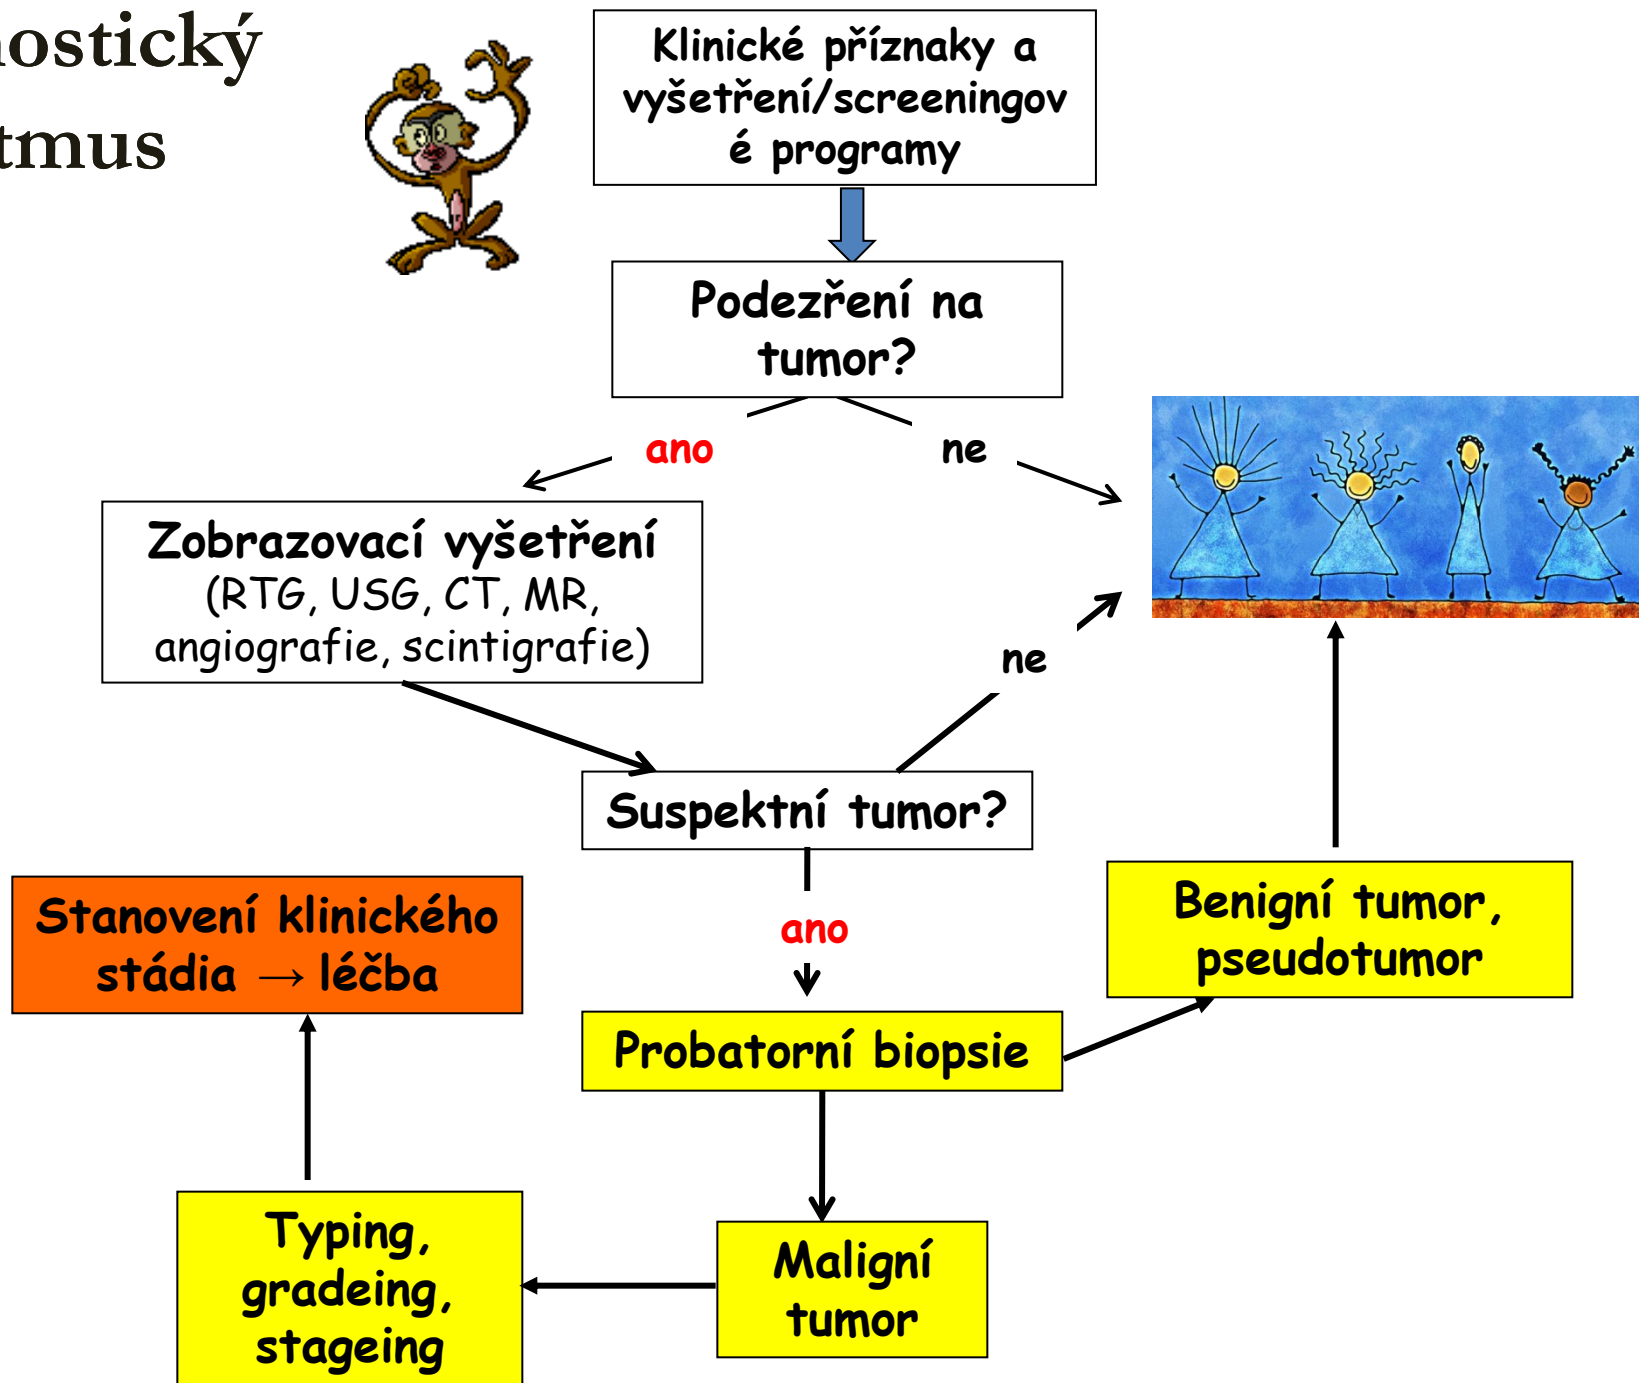 nostický
tmus
Klinické příznaky a
vyšetření/screeningov
é programy
Podezření na
tumor?
ano
ne
Zobrazovací vyšetření
(RTG, USG, CT, MR,
angiografie, scintigrafie)
ne
Suspektní tumor?
ano
Stanovení klinického
stádia → léčba
Benigní tumor,
pseudotumor
Probatorní biopsie
Typing,
gradeing,
stageing
Maligní
tumor